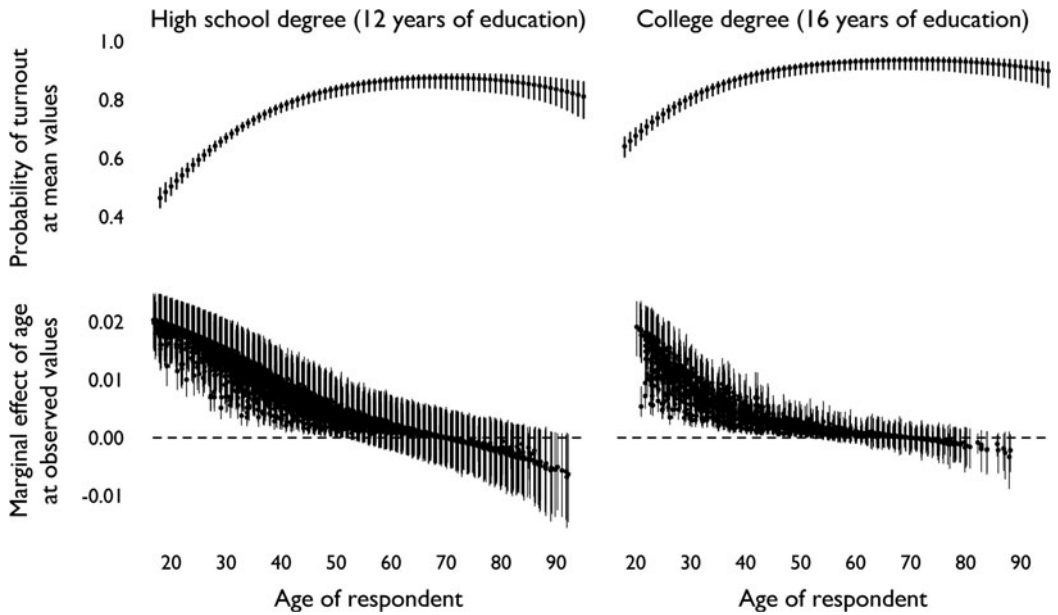 High school degree (12 years of education)
College degree (16 years of education)
Probability of turnout
at mean values
1.0
0.8
0.6
0.4
Marginal effect of age
at observed values
0.02
0.01
0.00
-0.01
20 30 40 50 60 70 80 90
20 30 40 50 60 70 80 90
Age of respondent
Age of respondent